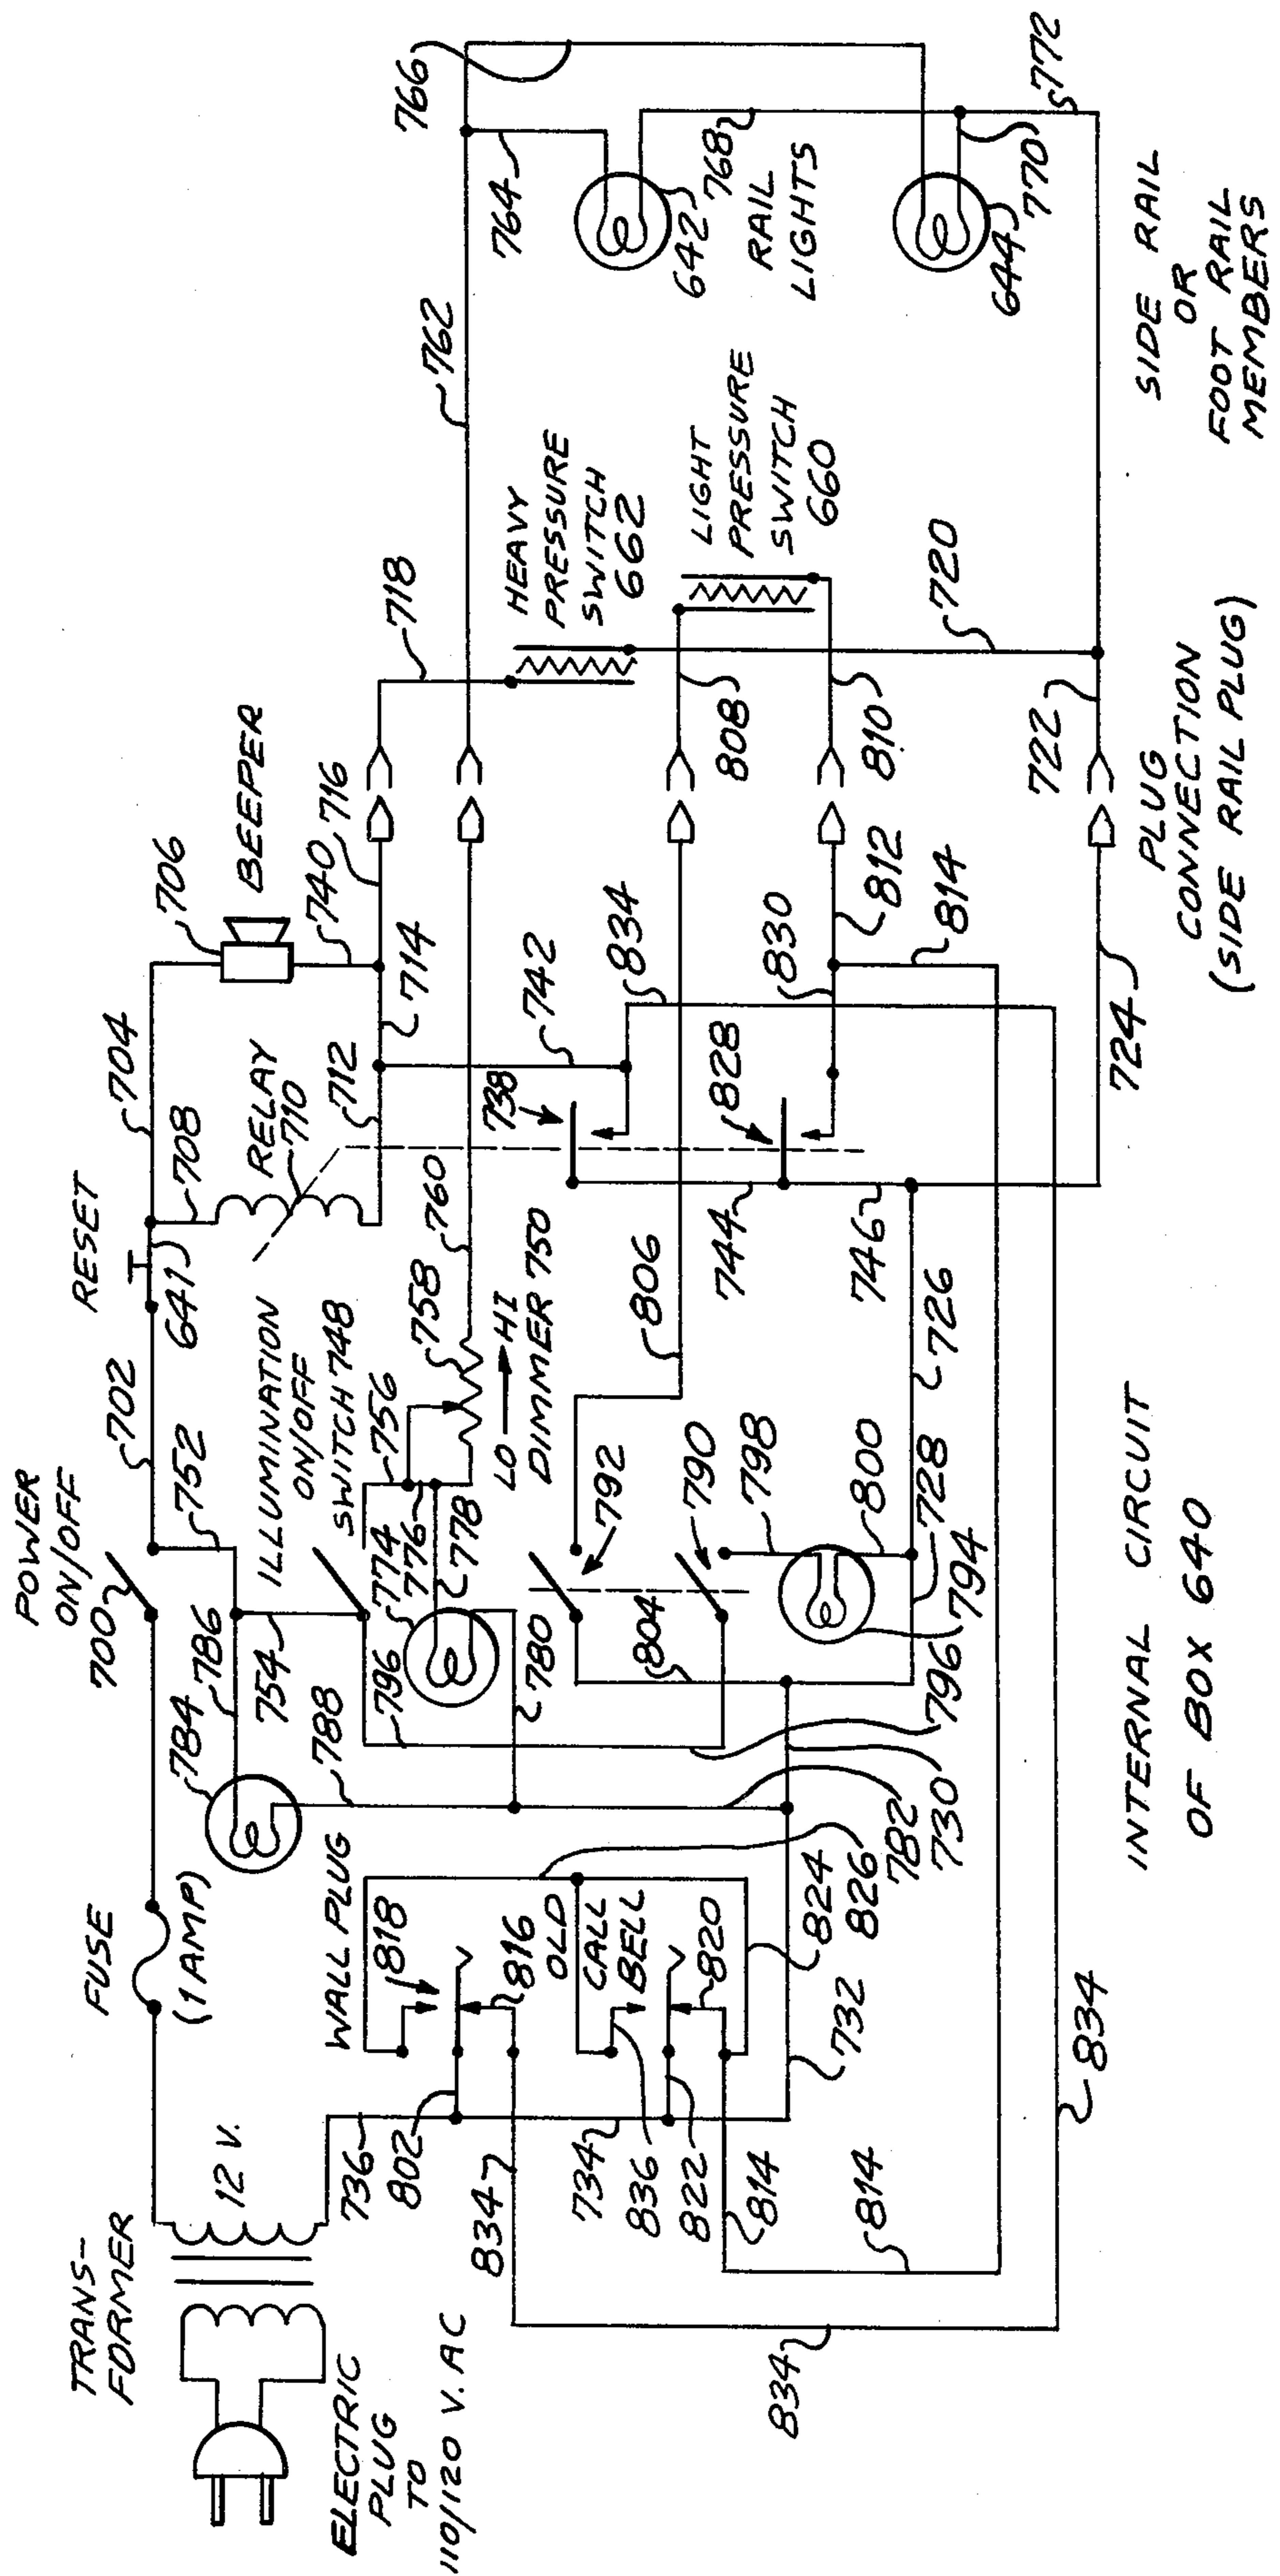 TRANS-
FORMER
12 V.
ELECTRIC
PLUG
TO
110/120 V. AC
FUSE
(1 AMP)
POWER
ON/OFF
700
702
752
784
786
754
788
RESET
641
704
708
RELAY
710
712
706
BEEPER
740
716
714
718
742
ILLUMINATION
ON/OFF
SWITCH 748
756
758
760
LO → HI
DIMMER 750
774
776
778
796
780
762
764
766
HEAVY
PRESSURE
SWITCH
662
LIGHT
PRESSURE
SWITCH
660
642
768
RAIL
LIGHTS
644
770
772
WALL PLUG
818
816
OLD
CALL
BELL
820
736
802
834
734
836
822
814
732
824
826
782
730
796
794
728
726
792
790
798
800
804
806
738
828
744
746
834
830
812
814
808
810
720
722
724
814
834
834
PLUG
CONNECTION
(SIDE RAIL PLUG)
SIDE RAIL
OR
FOOT RAIL
MEMBERS
INTERNAL CIRCUIT
OF BOX 640